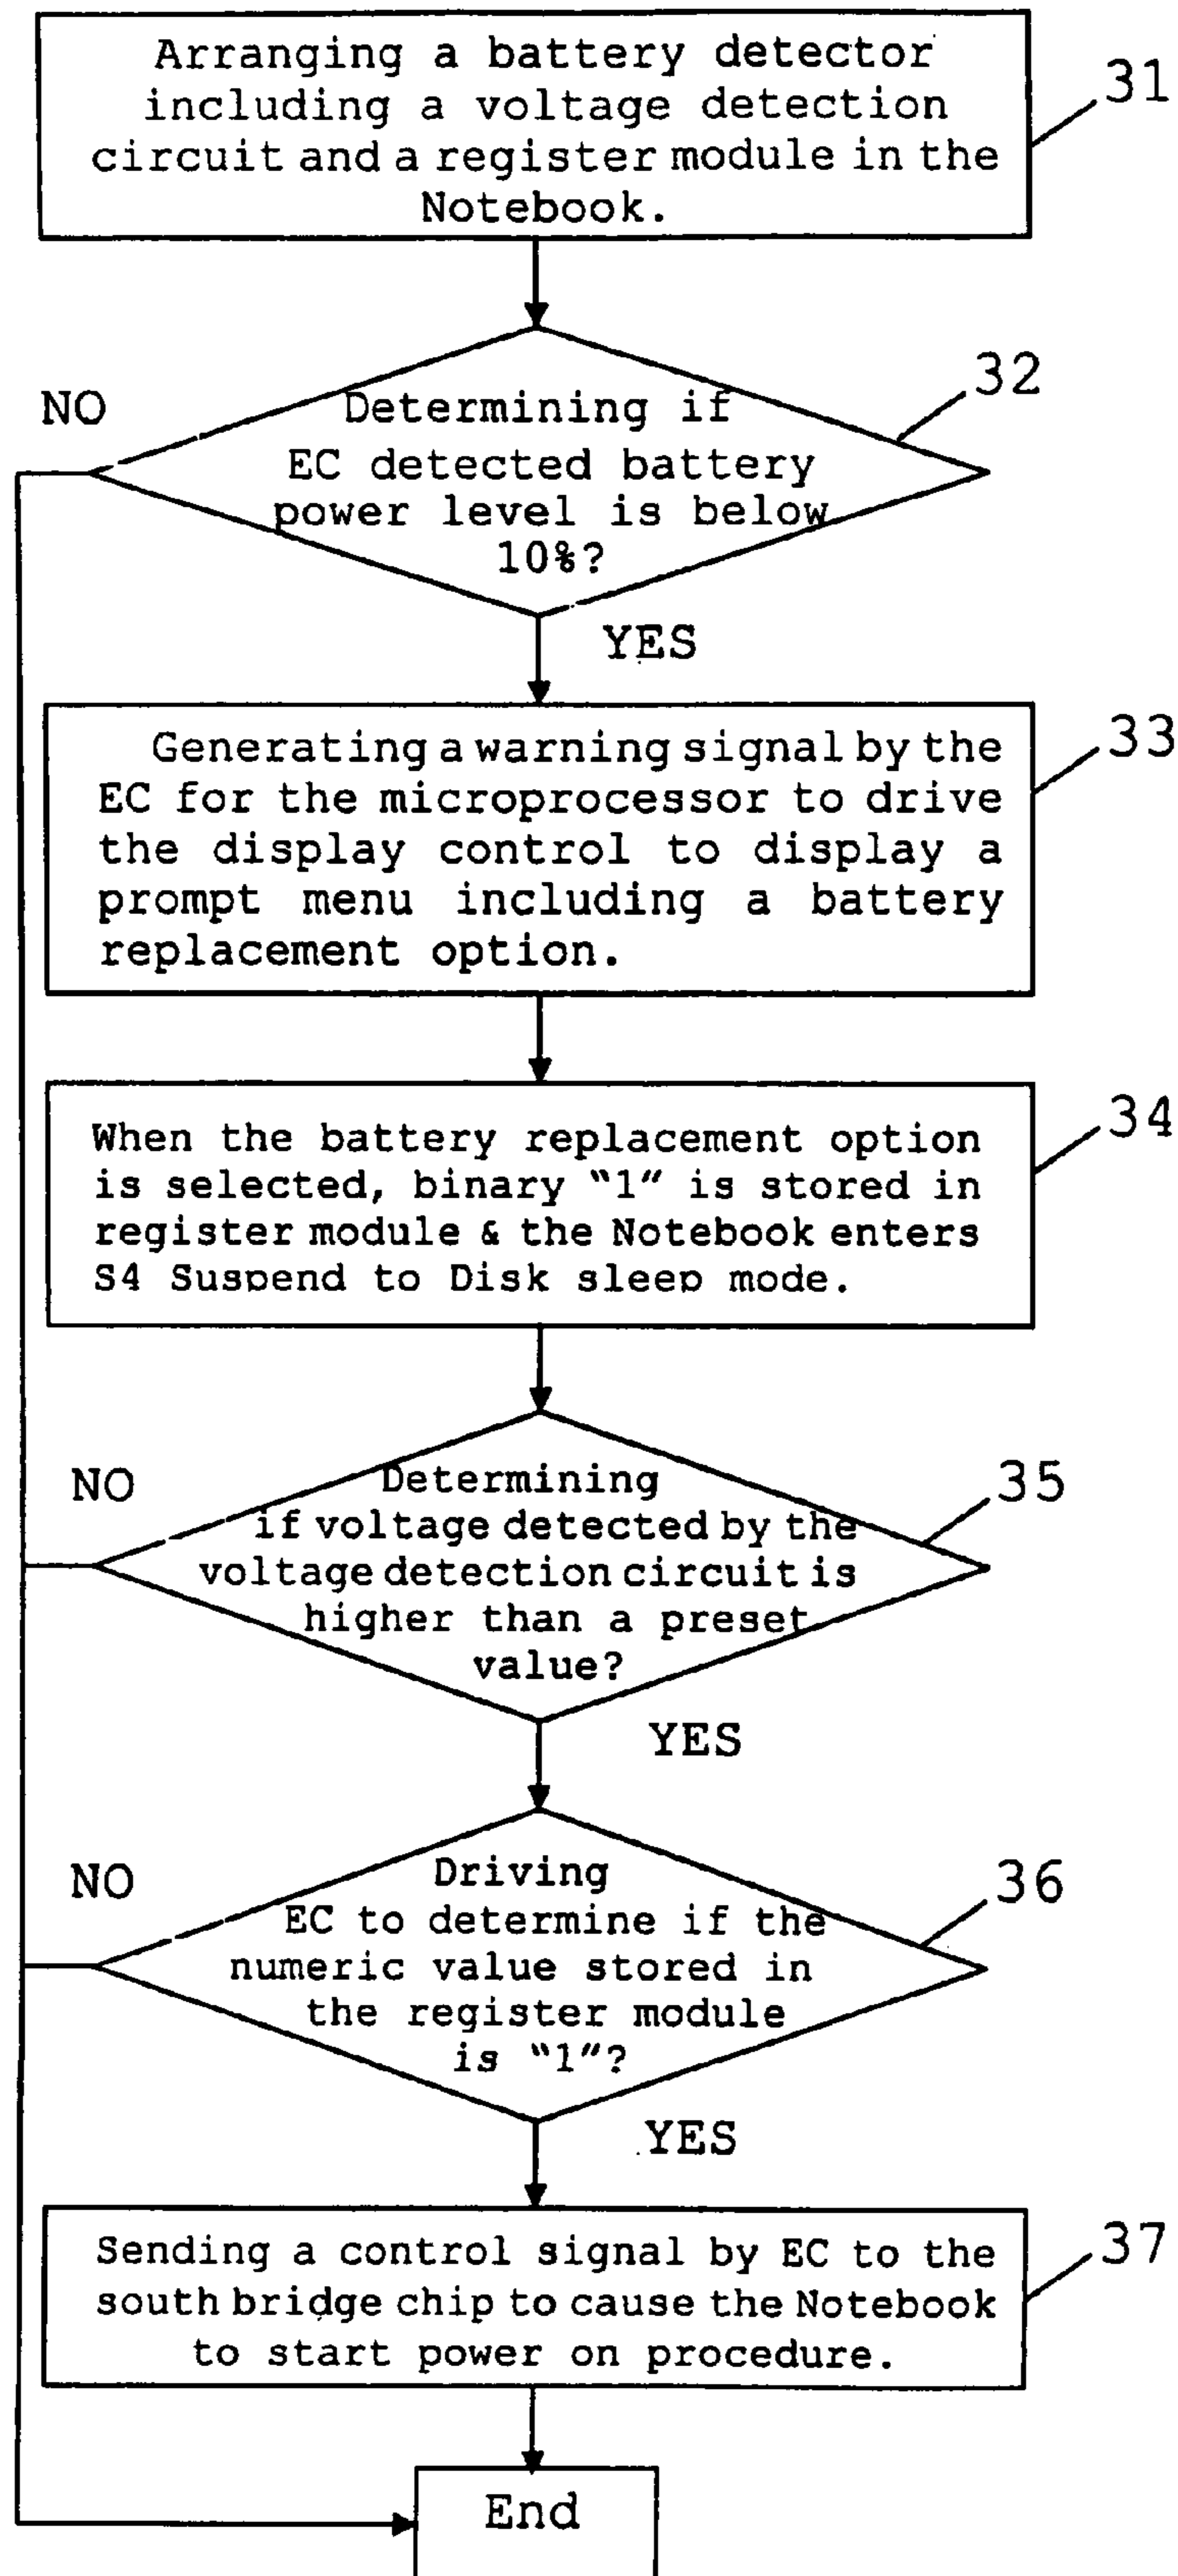 Arranging a battery detector
including a voltage detection
circuit and a register module in the
Notebook.
31
32
NO
Determining if
EC detected battery
power level is below
10%?
YES
Generating a warning signal by the
EC for the microprocessor to drive
the display control to display a
prompt menu including a battery
replacement option.
33
When the battery replacement option
is selected, binary “1” is stored in
register module & the Notebook enters
S4 Suspend to Disk sleep mode.
34
NO
Determining
if voltage detected by the
voltage detection circuit is
higher than a preset
value?
35
YES
NO
Driving
EC to determine if the
numeric value stored in
the register module
is “1”?
36
YES
Sending a control signal by EC to the
south bridge chip to cause the Notebook
to start power on procedure.
37
End